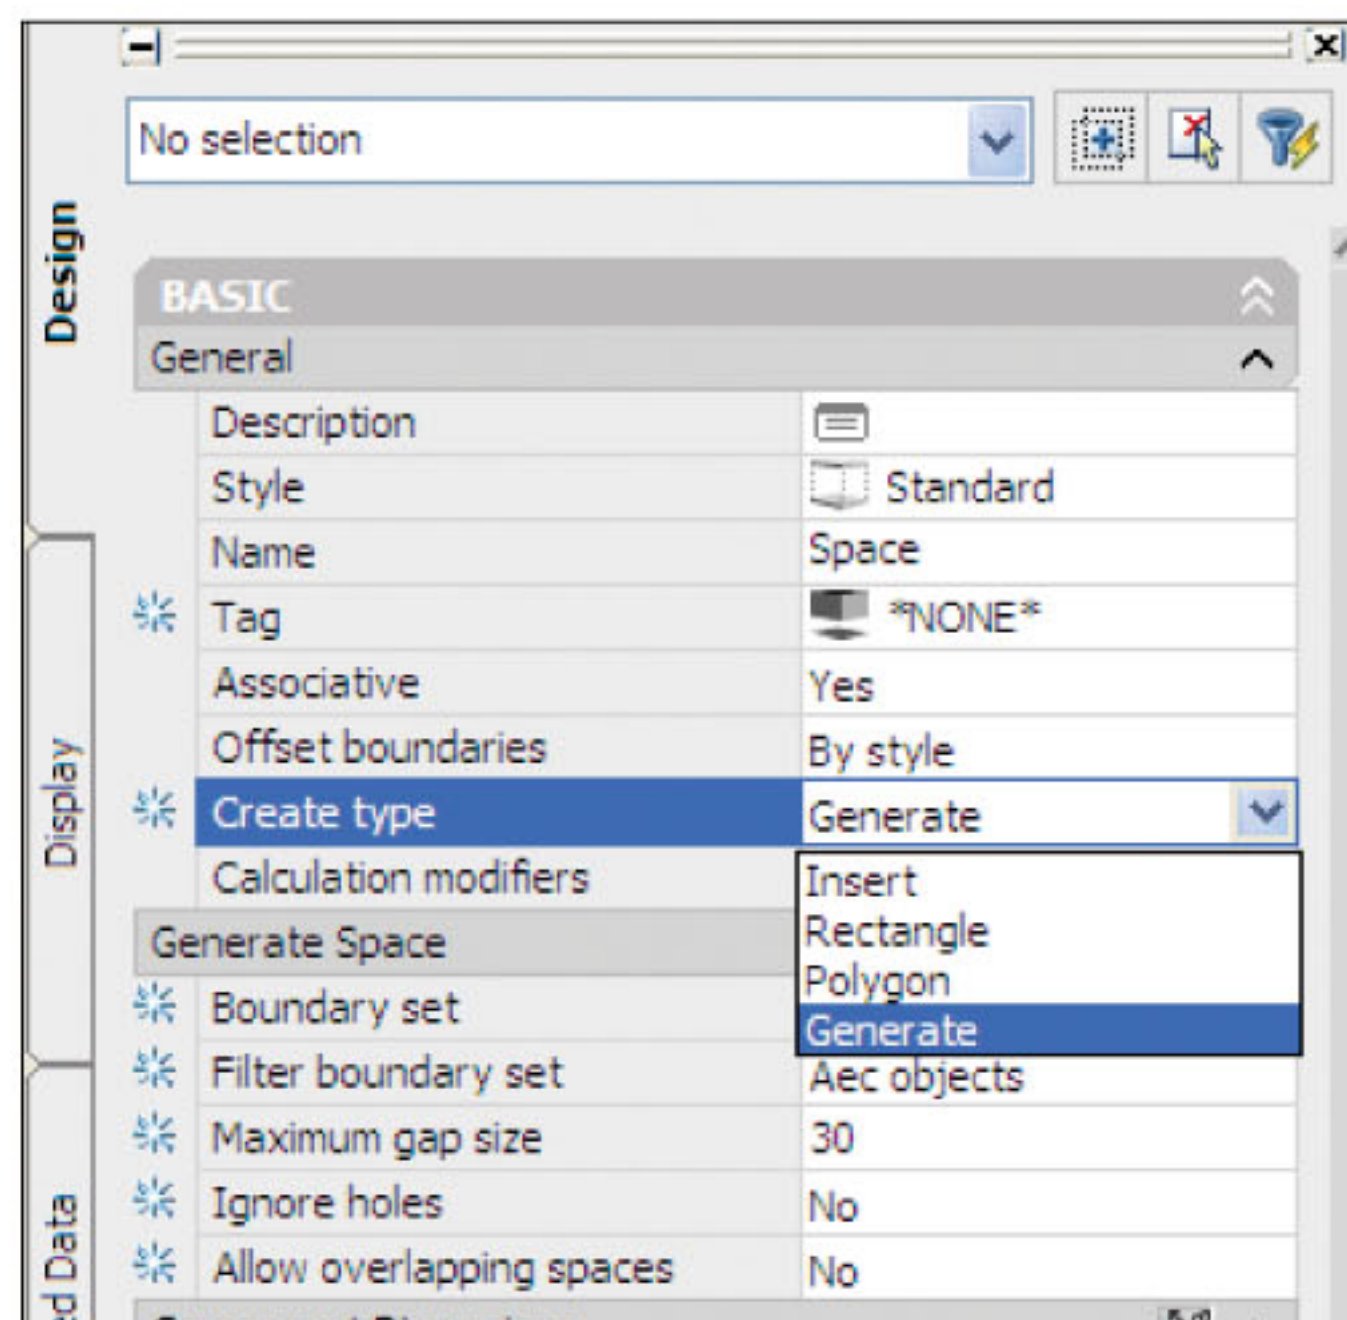 No selection
Design
BASIC
General
Description
Style Standard
Name Space
Tag *NONE*
Associative Yes
Offset boundaries By style
Create type Generate
Calculation modifiers
Insert
Rectangle
Polygon
Generate
Generate Space
Boundary set
Filter boundary set Aec objects
Maximum gap size 30
Ignore holes No
Allow overlapping spaces No
Display
Data